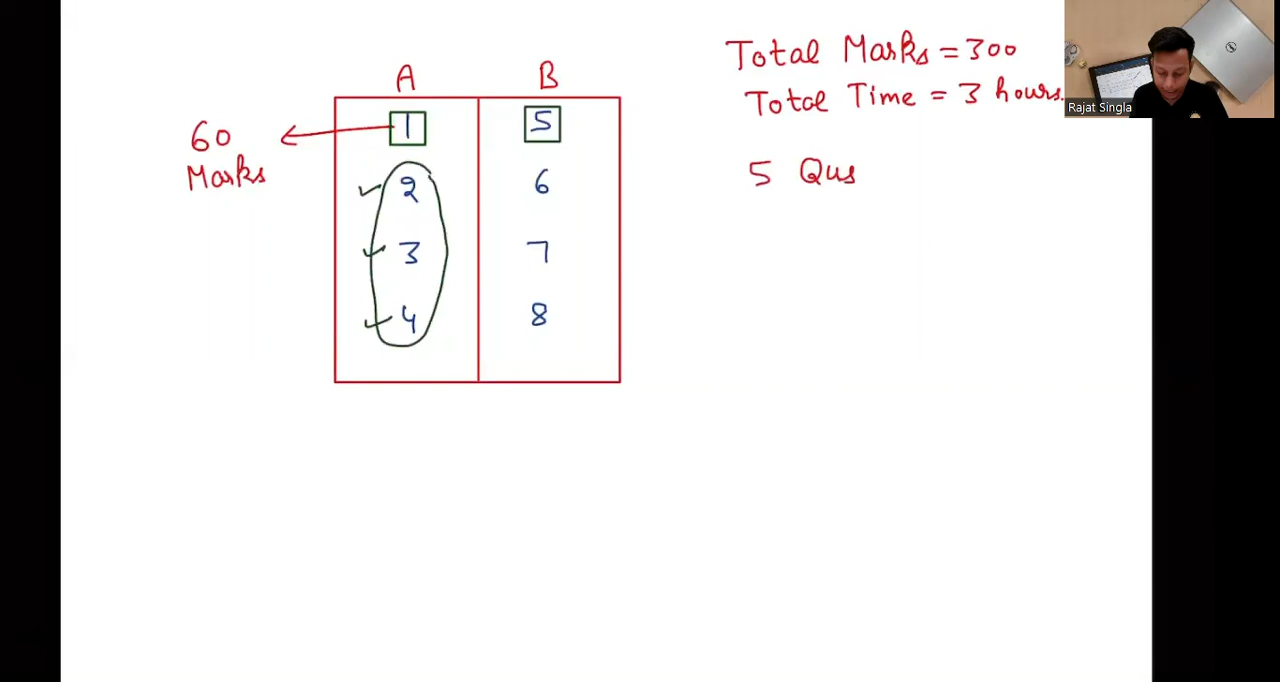 Total Marks = 300
Total Time = 3 hours.
5 Qus
A B
1 5
2 6
3 7
4 8
60
Marks
Rajat Singla